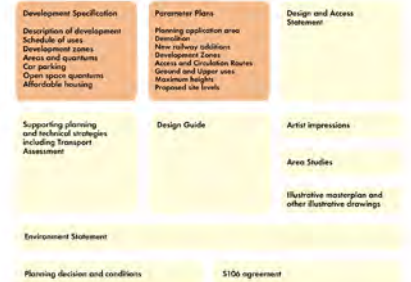 Development Specification
Description of development
Schedule of uses
Development zones
Areas and quantums
Car parking
Open space quantums
Affordable housing
Parameter Plans
Planning application area
Demolition
New railway additions
Development Zones
Access and Circulation Routes
Ground and Upper uses
Maximum heights
Proposed site levels
Design and Access
Statement
Supporting planning
and technical strategies
including Transport
Assessment
Design Guide
Artist impressions
Area Studies
Illustrative masterplan and
other illustrative drawings
Environment Statement
Planning decision and conditions
S106 agreement